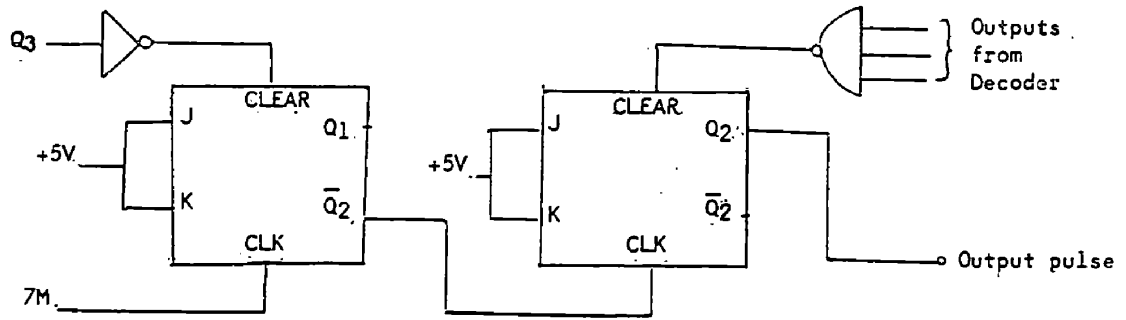 Q3
CLEAR
J
K
Q1
Q̅2
CLK
+5V
7M
CLEAR
J
K
Q2
Q̅2
CLK
+5V
Outputs
from
Decoder
Output pulse